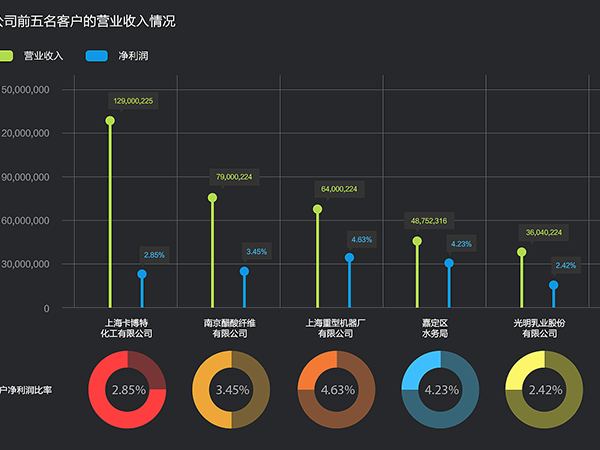 公司前五名客户的营业收入情况
营业收入 净利润
50,000,000
20,000,000
90,000,000
60,000,000
30,000,000
0
129,000,225
2.85%
79,000,224
3.45%
64,000,224
4.63%
48,752,316
4.23%
36,040,224
2.42%
上海卡博特
化工有限公司
南京醋酸纤维
有限公司
上海重型机器厂
有限公司
嘉定区
水务局
光明乳业股份
有限公司
户净利润比率
2.85%
3.45%
4.63%
4.23%
2.42%